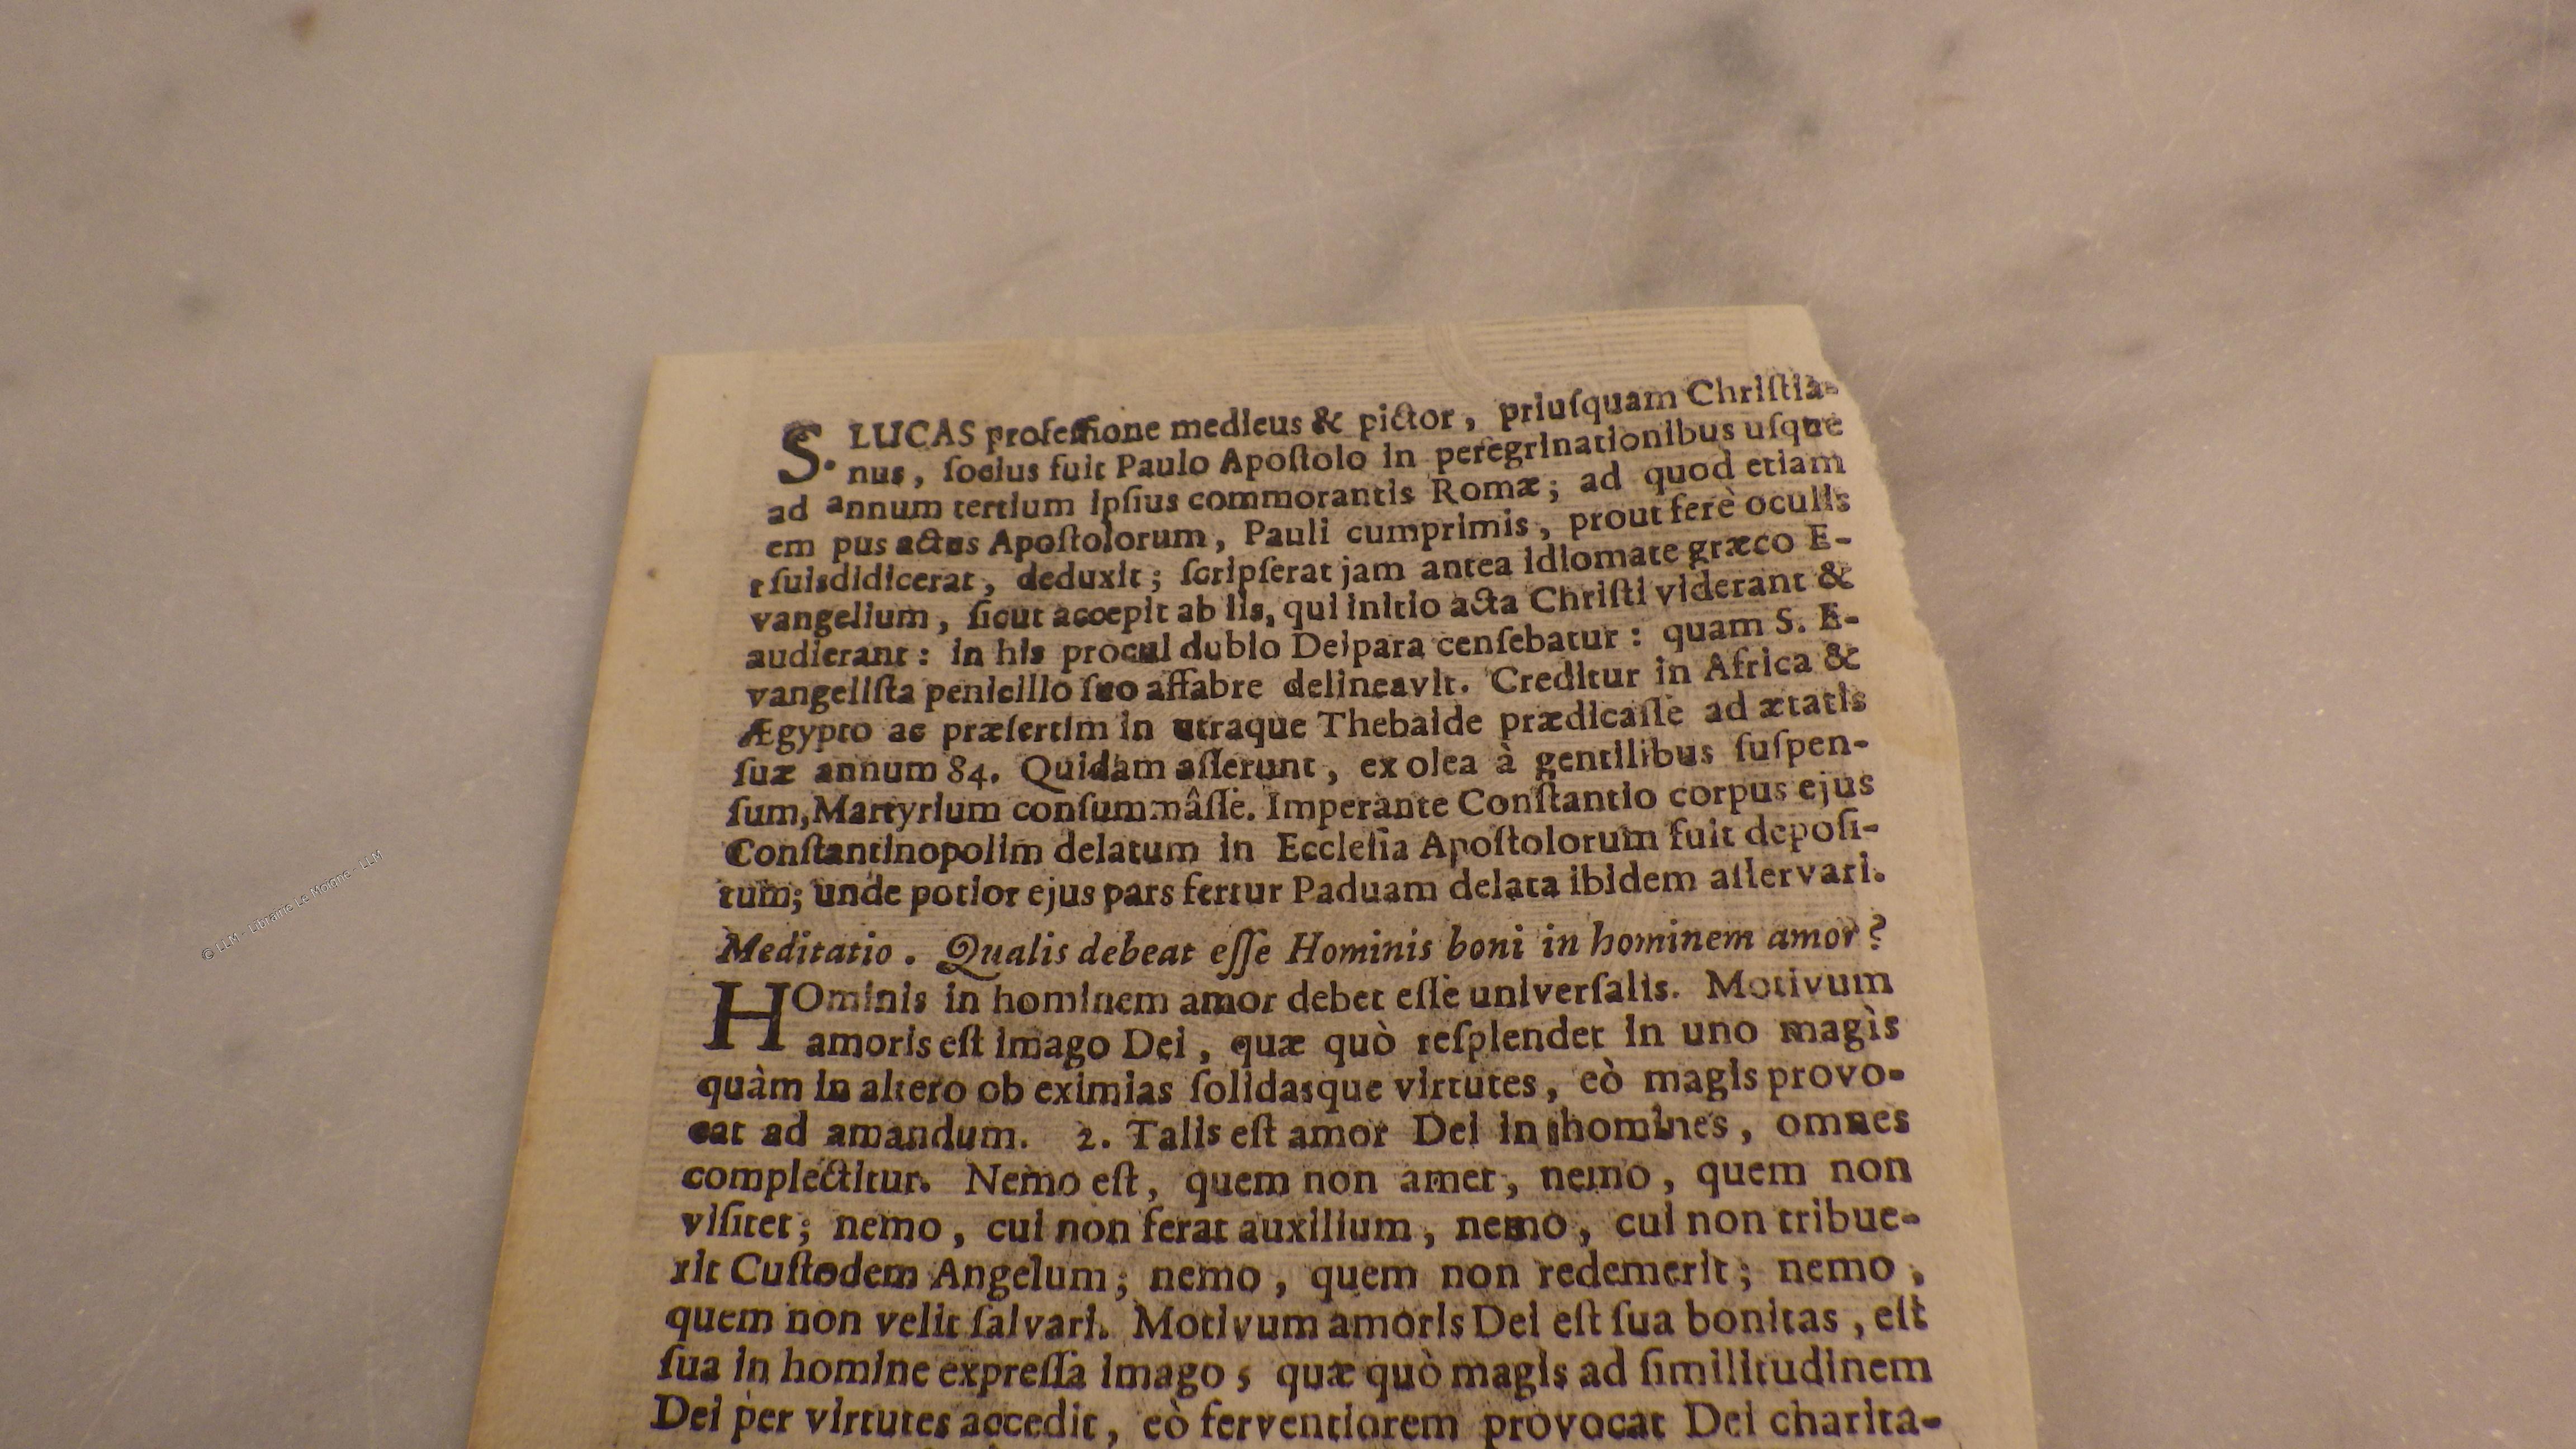 S. LUCAS professione medicus & pictor, priuſquam Chriſtia-
nus, ſocius fuit Paulo Apoſtolo in peregrinationibus uſque
ad annum tertium ipſius commorantis Romæ; ad quod etiam
em pus actus Apoſtolorum, Pauli cumprimis, prout ferè oculis
t ſuisdidicerat, deduxit; ſcripſerat jam antea idiomate græco E-
vangelium, ſicut accepit ab iis, qui initio acta Chriſti viderant &
audierant: in his procul dubio Deipara cenſebatur: quam S. E-
vangeliſta penicillo ſuo affabre delineavit. Creditur in Africa &
Ægypto ac præſertim in utraque Thebaide prædicaſſe ad ætatis
ſuæ annum 84. Quidam aſſerunt, ex olea à gentilibus ſuſpen-
ſum, Martyrium conſummâſſe. Imperante Conſtantio corpus ejus
Conſtantinopolim delatum in Eccleſia Apoſtolorum fuit depoſi-
tum; unde potior ejus pars fertur Paduam delata ibidem aſſervari.
Meditatio. Qualis debeat eſſe Hominis boni in hominem amor?
HOminis in hominem amor debet eſſe univerſalis. Motivum
amoris eſt imago Dei, quæ quò reſplendet in uno magìs
quàm in altero ob eximias ſolidasque virtutes, eò magis provo-
cat ad amandum. 2. Talis eſt amor Dei in homines, omnes
complectitur. Nemo eſt, quem non amet, nemo, quem non
viſitet; nemo, cui non ferat auxilium, nemo, cui non tribue-
rit Cuſtodem Angelum; nemo, quem non redemerit; nemo,
quem non velit ſalvari. Motivum amoris Dei eſt ſua bonitas, eſt
ſua in homine expreſſa imago; quæ quò magis ad ſimilitudinem
Dei per virtutes accedit, eò ferventiorem provocat Dei charita-
© LLM - Librairie Le Moigne - LLM